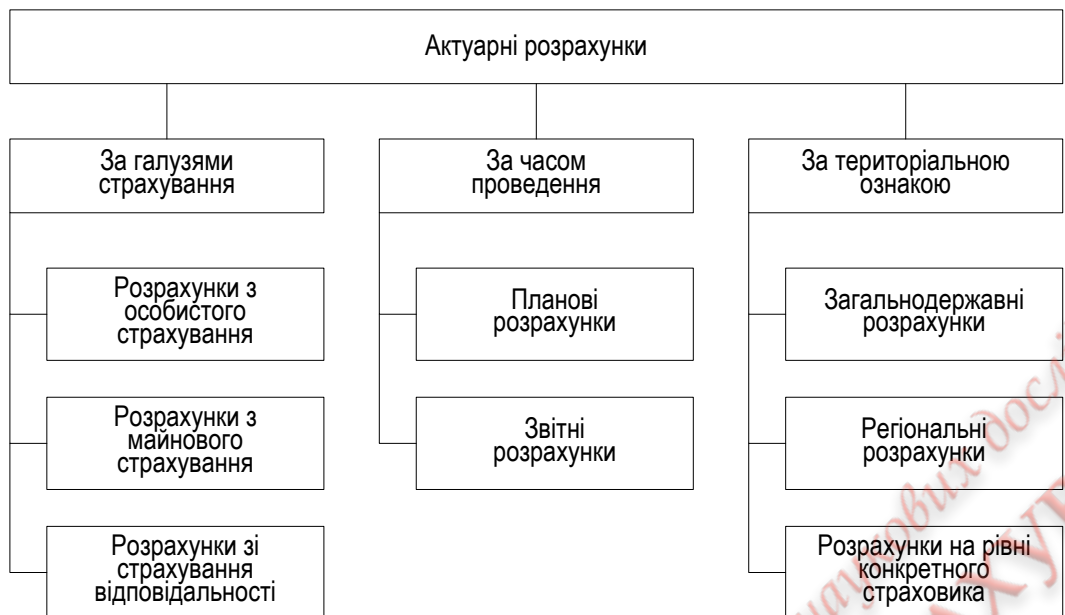 Актуарні розрахунки
За галузями
страхування
За часом
проведення
За територіальною
ознакою
Розрахунки з
особистого
страхування
Планові
розрахунки
Загальнодержавні
розрахунки
Розрахунки з
майнового
страхування
Звітні
розрахунки
Регіональні
розрахунки
Розрахунки зі
страхування
відповідальності
Розрахунки на рівні
конкретного
страховика